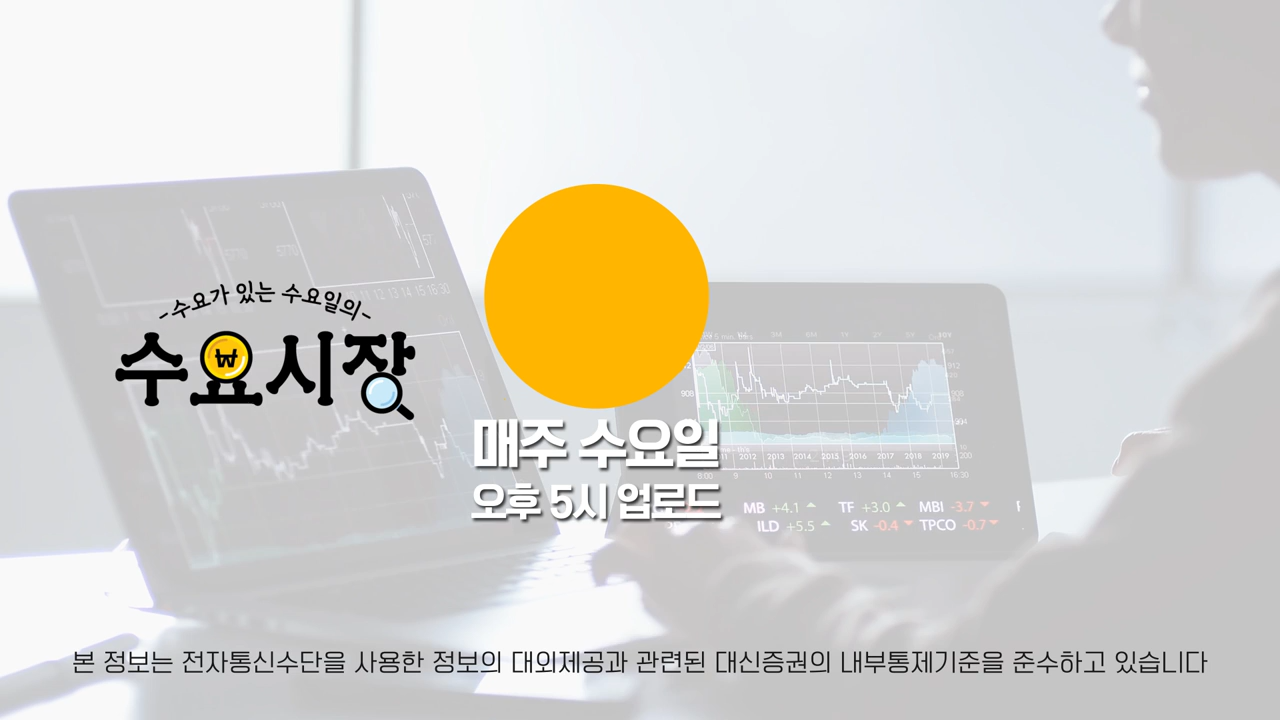 -수요가 있는 수요일의-
수요시장
매주 수요일
오후 5시 업로드
MB +4.1 TF +3.0 MBI -3.7
ILD +5.5 SK -0.4 TPCO -0.7
본 정보는 전자통신수단을 사용한 정보의 대외제공과 관련된 대신증권의 내부통제기준을 준수하고 있습니다